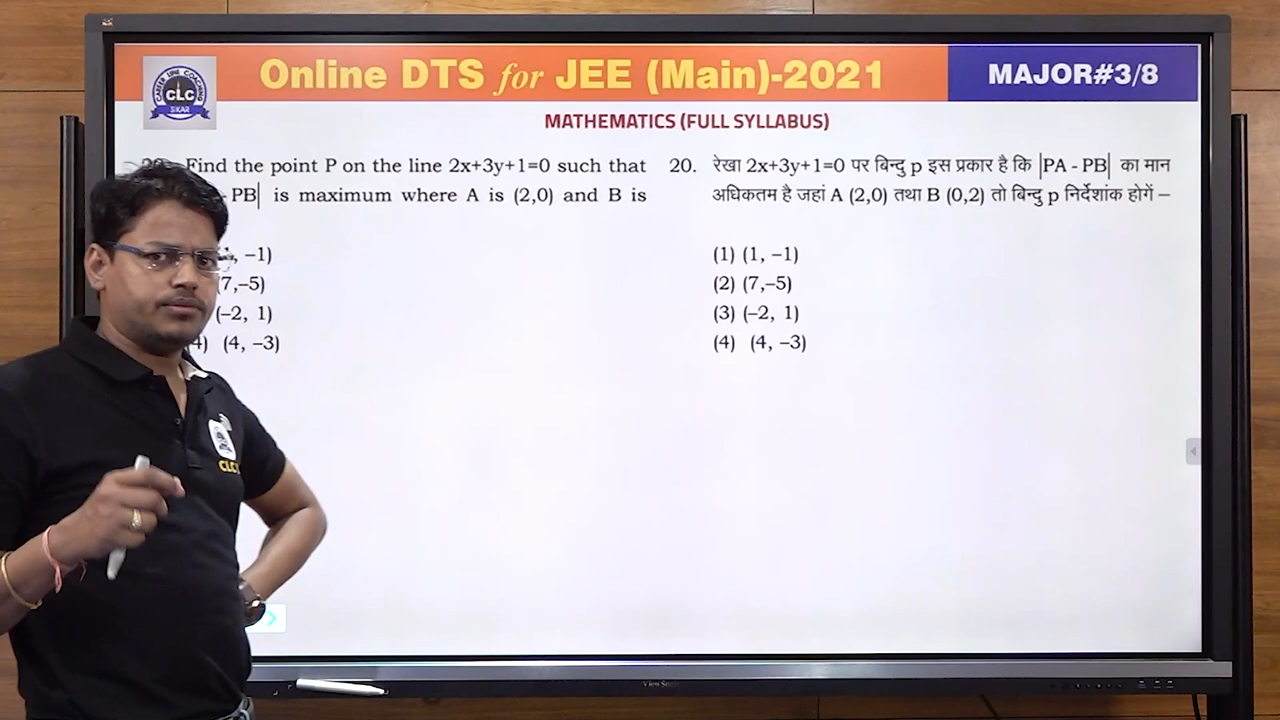 Online DTS for JEE (Main)-2021
MAJOR#3/8
CLC
SIKAR
MATHEMATICS (FULL SYLLABUS)
Find the point P on the line 2x+3y+1=0 such that
- PB| is maximum where A is (2,0) and B is
, –1)
(7,–5)
(–2, 1)
4) (4, –3)
20. रेखा 2x+3y+1=0 पर बिन्दु p इस प्रकार है कि |PA - PB| का मान
अधिकतम है जहां A (2,0) तथा B (0,2) तो बिन्दु p निर्देशांक होगें –
(1) (1, –1)
(2) (7,–5)
(3) (–2, 1)
(4) (4, –3)
CLC
ViewSonic